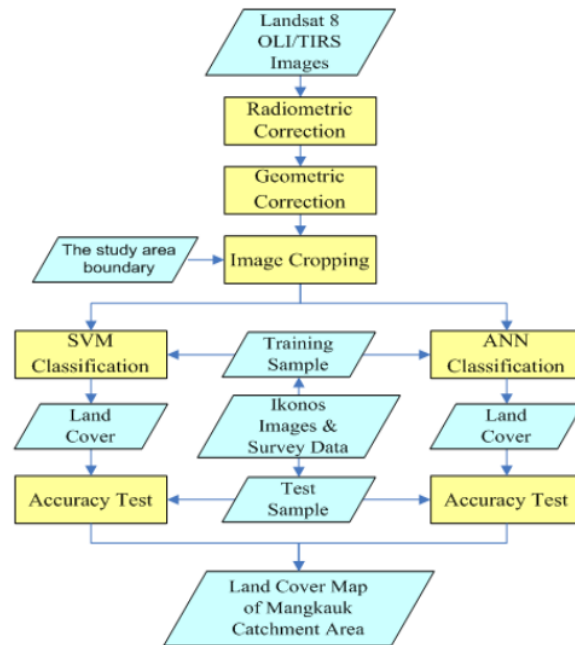 Landsat 8
OLI/TIRS
Images
Radiometric
Correction
Geometric
Correction
The study area
boundary
Image Cropping
SVM
Classification
Training
Sample
ANN
Classification
Land
Cover
Ikonos
Images &
Survey Data
Land
Cover
Accuracy Test
Test
Sample
Accuracy Test
Land Cover Map
of Mangkauk
Catchment Area